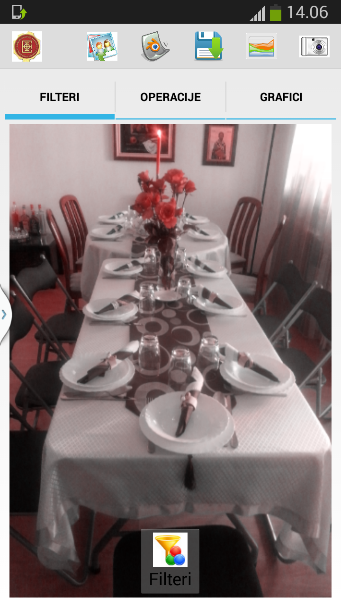 14.06
FILTERI
OPERACIJE
GRAFICI
Filteri